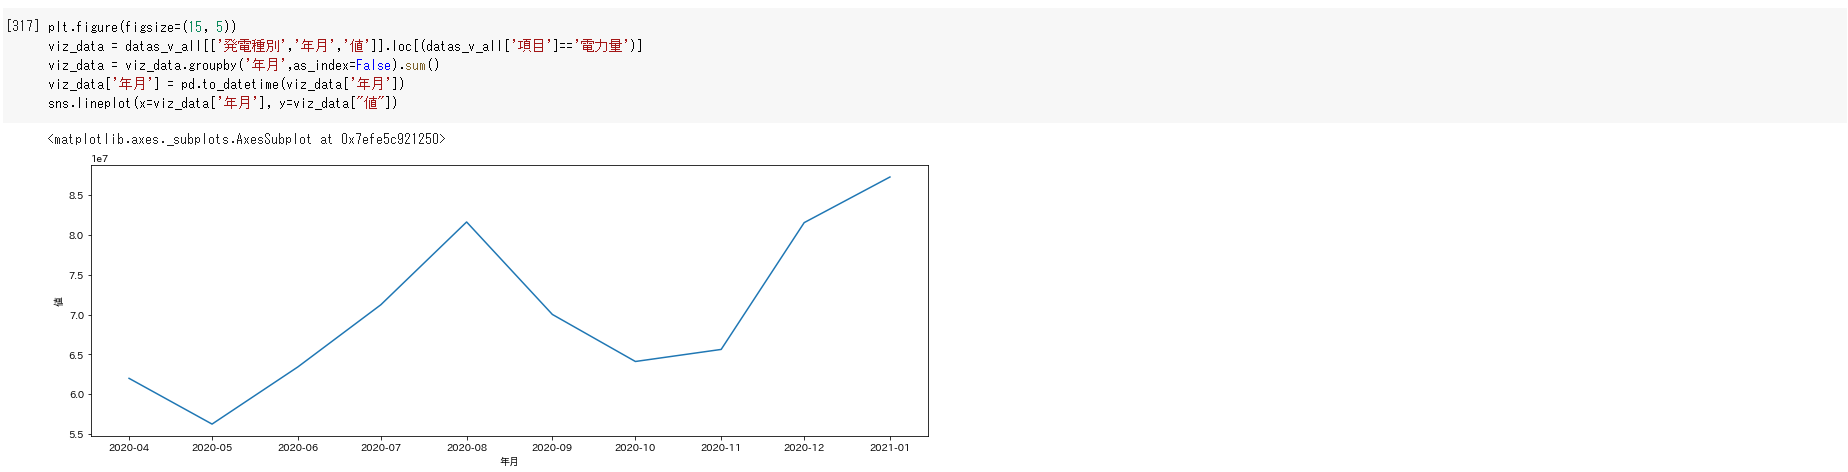 [317] plt.figure(figsize=(15, 5))
viz_data = datas_v_all[['発電種別','年月','値']].loc[(datas_v_all['項目']=='電力量')]
viz_data = viz_data.groupby('年月',as_index=False).sum()
viz_data['年月'] = pd.to_datetime(viz_data['年月'])
sns.lineplot(x=viz_data['年月'], y=viz_data["値"])
<matplotlib.axes._subplots.AxesSubplot at 0x7efe5c921250>
1e7
8.5
8.0
7.5
7.0
6.5
6.0
5.5
値
2020-04 2020-05 2020-06 2020-07 2020-08 2020-09 2020-10 2020-11 2020-12 2021-01
年月